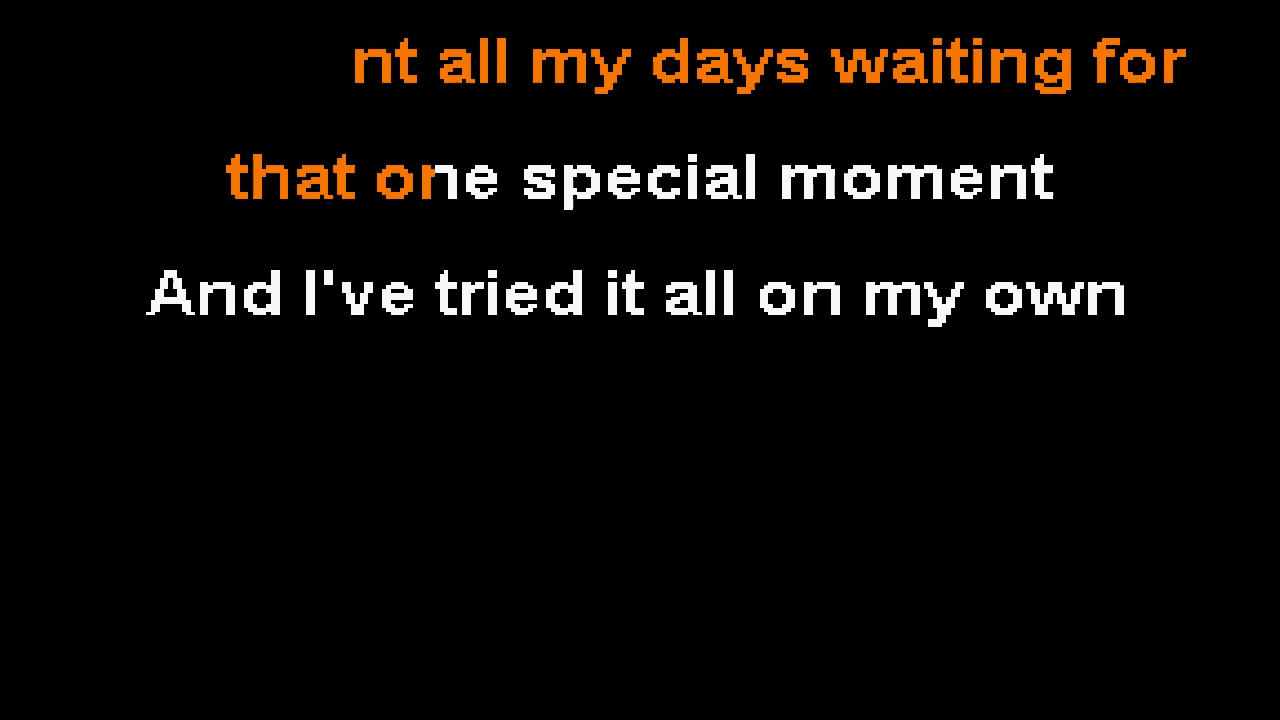 nt all my days waiting for
that one special moment
And I've tried it all on my own